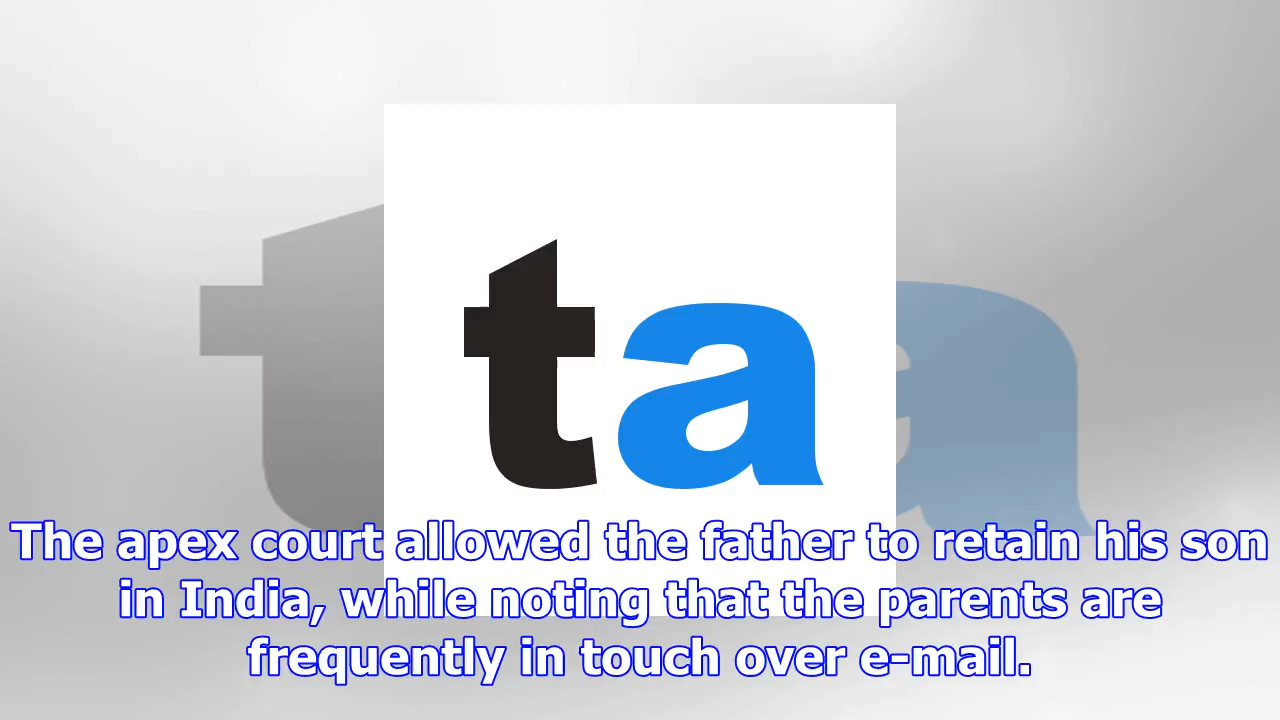 ta
The apex court allowed the father to retain his son
in India, while noting that the parents are
frequently in touch over e-mail.